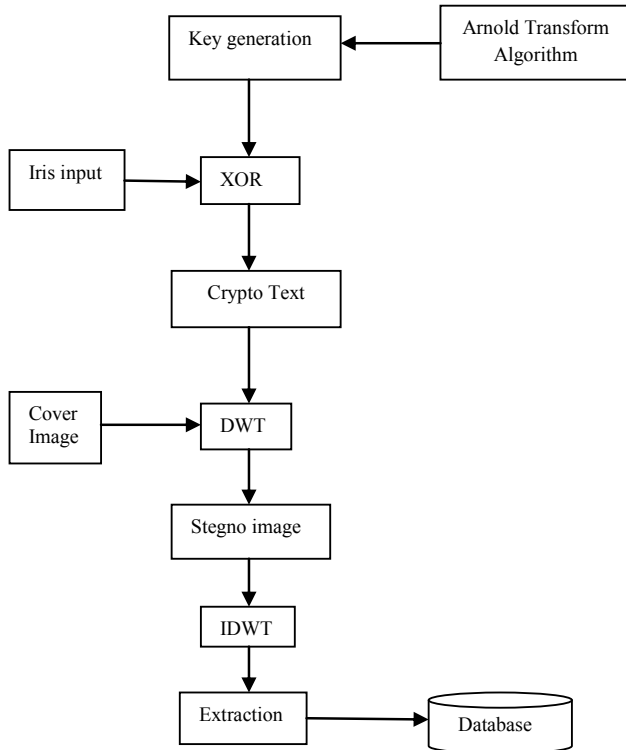 Key generation
Arnold Transform
Algorithm
Iris input
XOR
Crypto Text
Cover
Image
DWT
Stegno image
IDWT
Extraction
Database